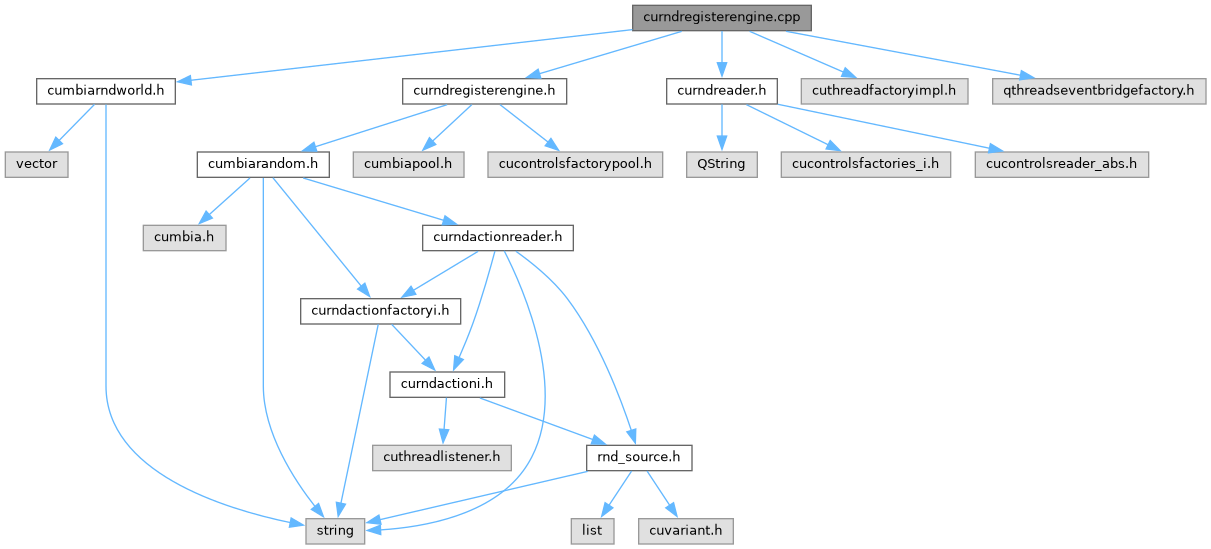 curndregisterengine.cpp
cumbiarndworld.h
curndregisterengine.h
curndreader.h
cuthreadfactoryimpl.h
qthreadseventbridgefactory.h
vector
cumbiarandom.h
cumbiapool.h
cucontrolsfactorypool.h
QString
cucontrolsfactories_i.h
cucontrolsreader_abs.h
cumbia.h
curndactionreader.h
curndactionfactoryi.h
curndactioni.h
cuthreadlistener.h
rnd_source.h
string
list
cuvariant.h